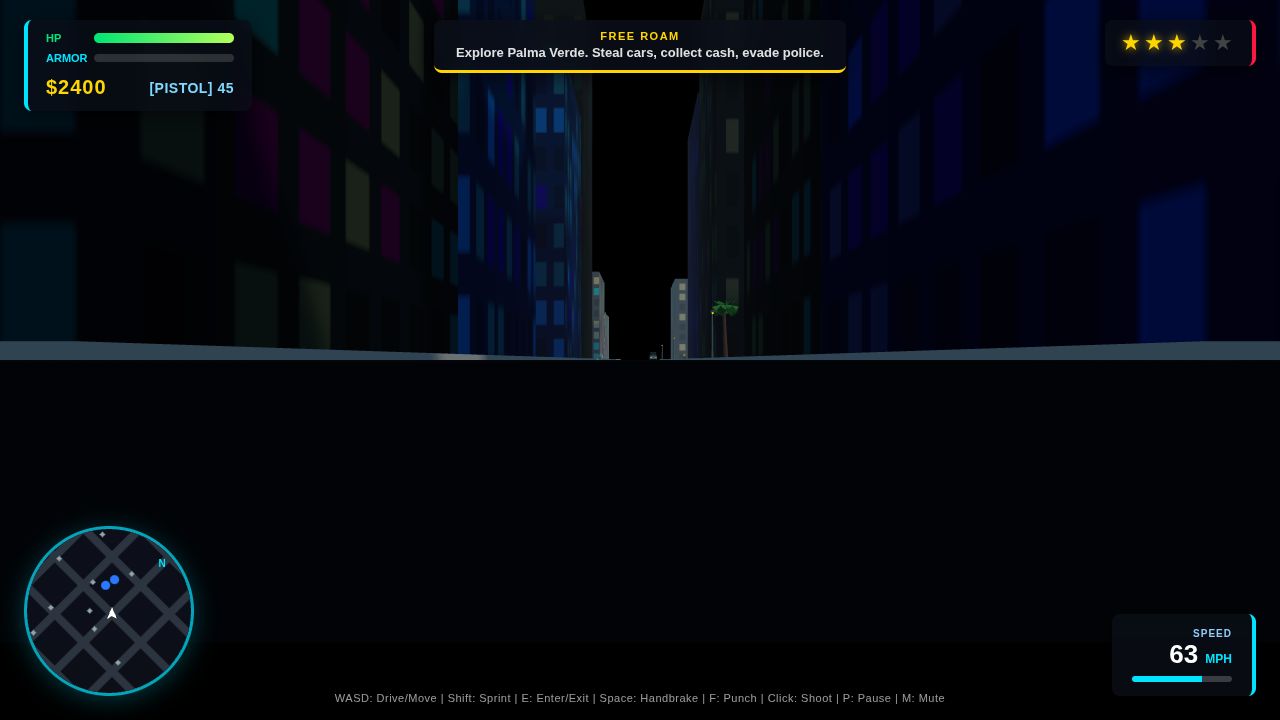 HP
ARMOR
$2400 [PISTOL] 45
FREE ROAM
Explore Palma Verde. Steal cars, collect cash, evade police.
★★★★★
N
SPEED
63 MPH
WASD: Drive/Move | Shift: Sprint | E: Enter/Exit | Space: Handbrake | F: Punch | Click: Shoot | P: Pause | M: Mute